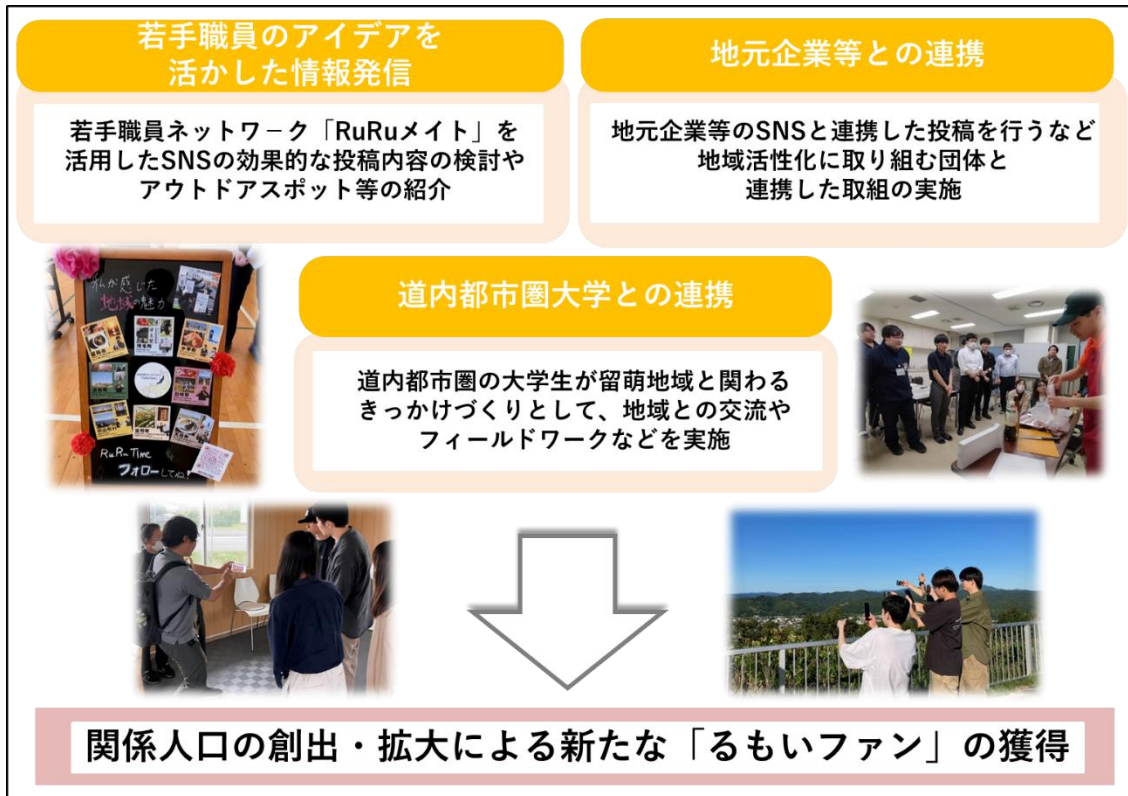 若手職員のアイデアを
活かした情報発信
若手職員ネットワーク「RuRuメイト」を
活用したSNSの効果的な投稿内容の検討や
アウトドアスポット等の紹介
地元企業等との連携
地元企業等のSNSと連携した投稿を行うなど
地域活性化に取り組む団体と
連携した取組の実施
道内都市圏大学との連携
道内都市圏の大学生が留萌地域と関わる
きっかけづくりとして、地域との交流や
フィールドワークなどを実施
私が感じた
地域の魅力
RuRu Time
フォローしてね!
関係人口の創出・拡大による新たな「るもいファン」の獲得